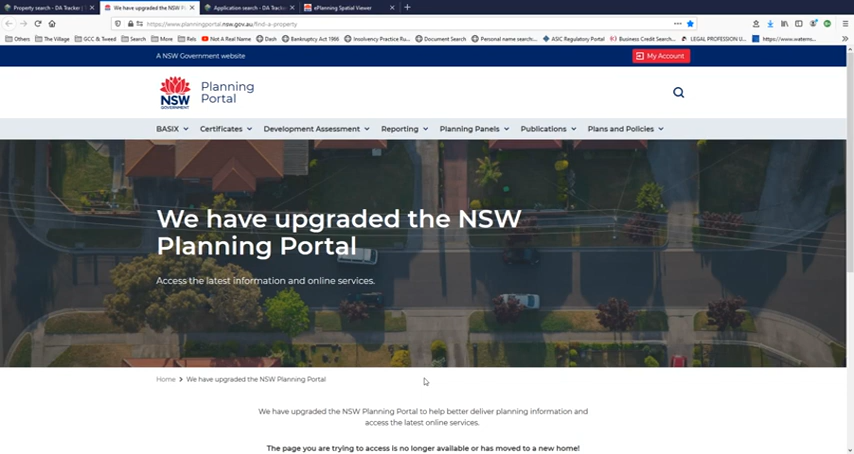 Property search - DA Tracker |
We have upgraded the NSW P
Application search - DA Tracke
ePlanning Spatial Viewer
https://www.planningportal.nsw.gov.au/find-a-property
Others
The Village
GCC & Tweed
Search
More
Rels
Not A Real Name
Dash
Bankruptcy Act 1966
Insolvency Practice Ru...
Document Search
Personal name search:...
ASIC Regulatory Portal
Business Credit Search...
LEGAL PROFESSION U...
A NSW Government website
My Account
NSW
GOVERNMENT
Planning
Portal
BASIX
Certificates
Development Assessment
Reporting
Planning Panels
Publications
Plans and Policies
We have upgraded the NSW
Planning Portal
Access the latest information and online services.
Home > We have upgraded the NSW Planning Portal
We have upgraded the NSW Planning Portal to help better deliver planning information and
access the latest online services.
The page you are trying to access is no longer available or has moved to a new home!